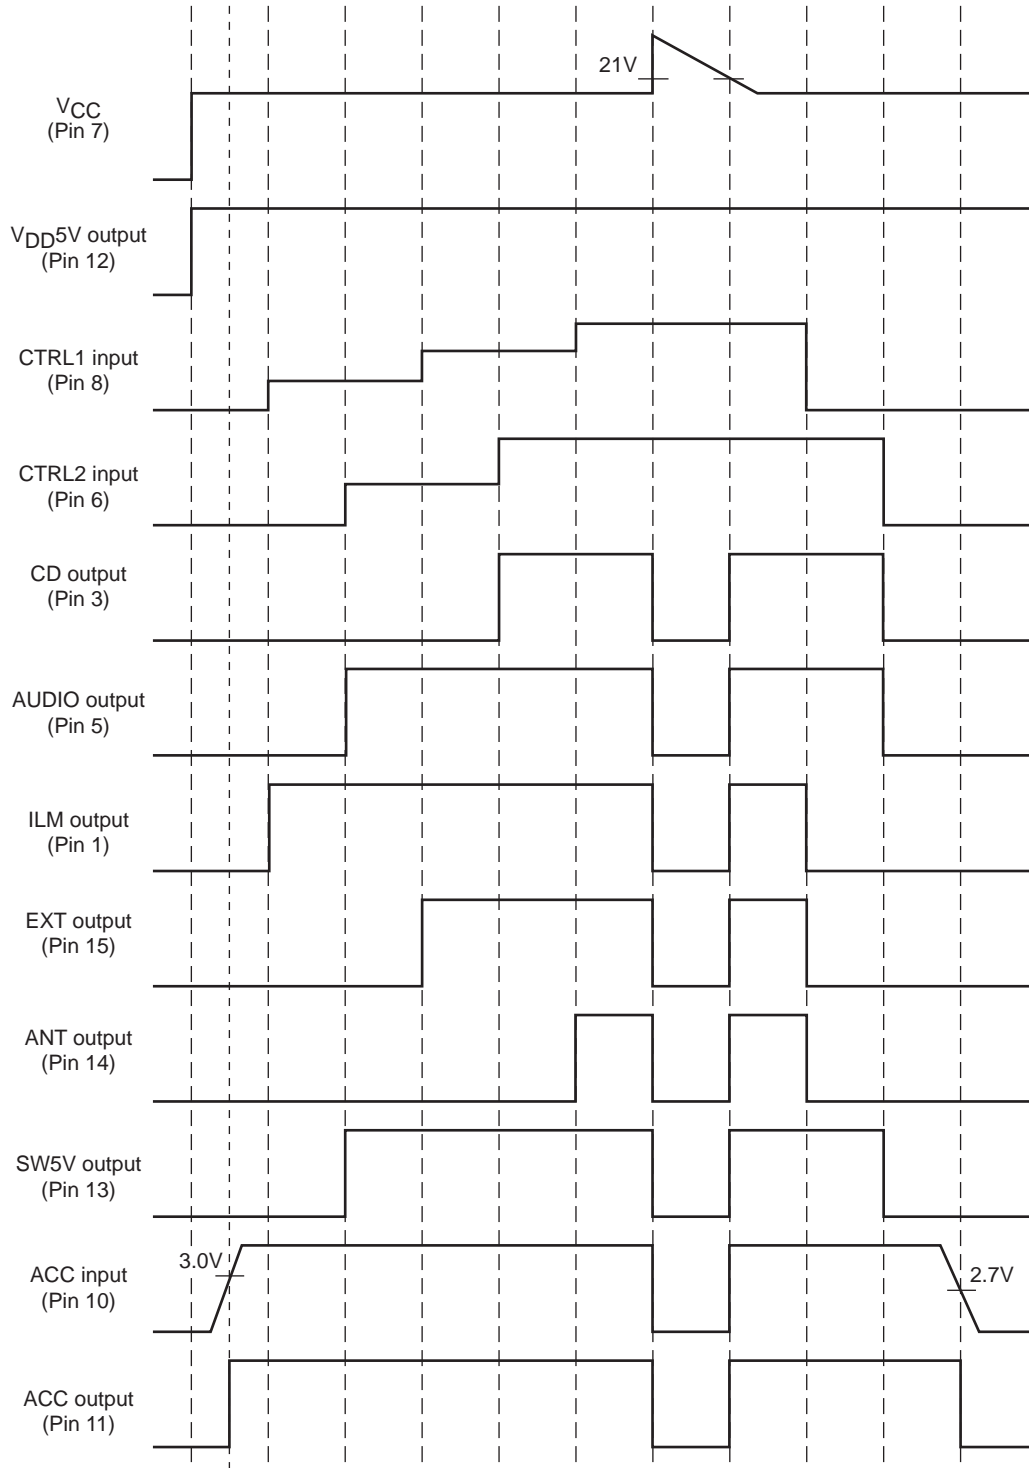 21V
VCC
(Pin 7)
VDD5V output
(Pin 12)
CTRL1 input
(Pin 8)
CTRL2 input
(Pin 6)
CD output
(Pin 3)
AUDIO output
(Pin 5)
ILM output
(Pin 1)
EXT output
(Pin 15)
ANT output
(Pin 14)
SW5V output
(Pin 13)
3.0V
ACC input
(Pin 10)
2.7V
ACC output
(Pin 11)